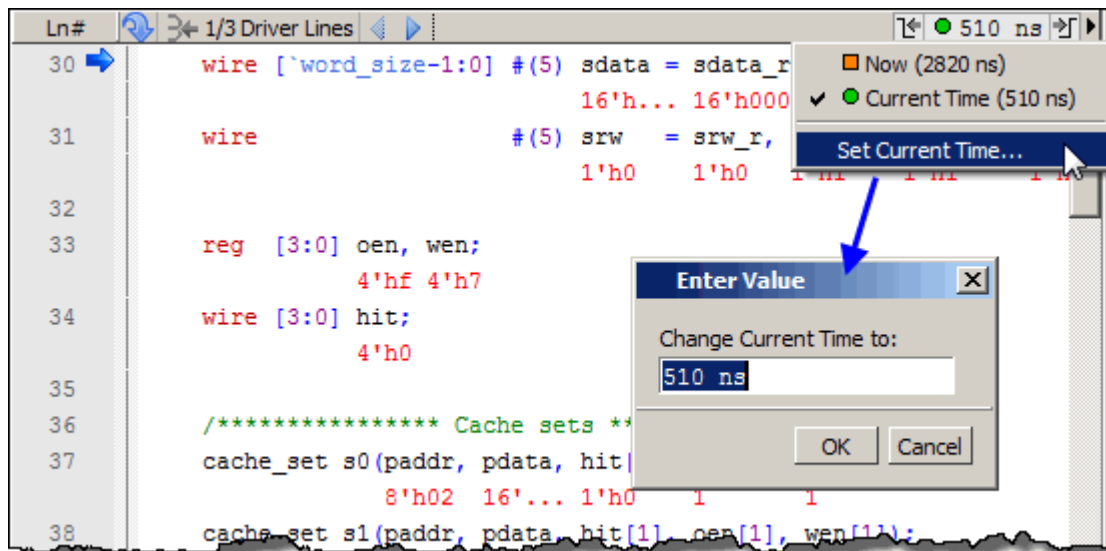 Ln# 1/3 Driver Lines 510 ns
30 wire [`word_size-1:0] #(5) sdata = sdata_r
Now (2820 ns)
16'h... 16'h000
Current Time (510 ns)
31 wire #(5) srw = srw_r,
Set Current Time...
1'h0 1'h0 1'h1 1'h1
32
33 reg [3:0] oen, wen;
4'hf 4'h7
Enter Value
34 wire [3:0] hit;
Change Current Time to:
4'h0
510 ns
35
36 /*************** Cache sets **
OK Cancel
37 cache_set s0(paddr, pdata, hit[
8'h02 16'... 1'h0 1 1
38 cache_set s1(paddr, pdata, hit[1], oen[1], wen[1]);